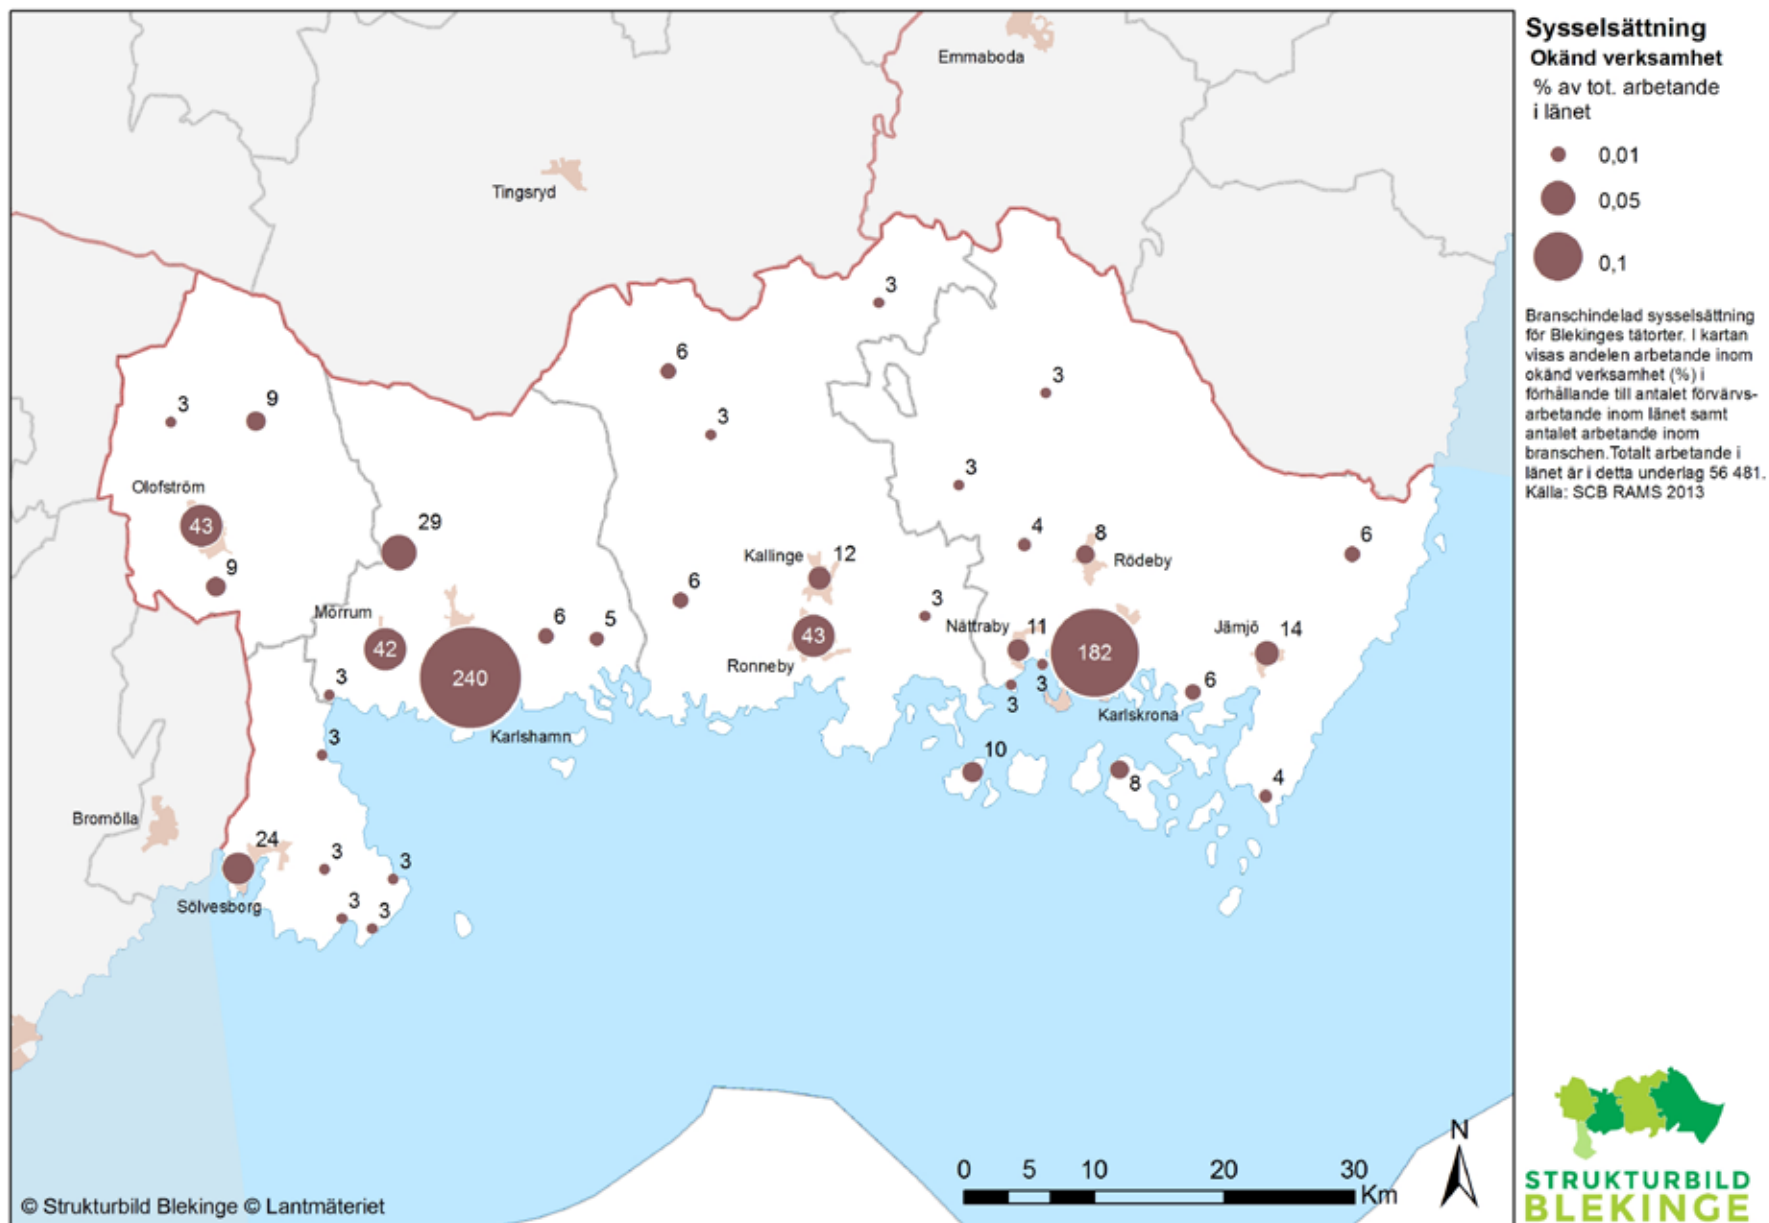 Sysselsättning
Okänd verksamhet
% av tot. arbetande
i länet
0,01
0,05
0,1
Branschindelad sysselsättning
för Blekinges tätorter. I kartan
visas andelen arbetande inom
okänd verksamhet (%) i
förhållande till antalet förvärvs-
arbetande inom länet samt
antalet arbetande inom
branschen.Totalt arbetande i
länet är i detta underlag 56 481.
Källa: SCB RAMS 2013
Emmaboda
Tingsryd
3
6
3
3
9
3
3
Olofström
43
29
4
8
Rödeby
6
Kallinge
12
9
6
3
Mörrum
42
240
6
5
43
Ronneby
Nättraby
11
182
Jämjö
14
3
3
3
6
Karlskrona
Karlshamn
3
10
8
4
Bromölla
24
3
3
Sölvesborg
3
3
N
0
5
10
20
30
Km
© Strukturbild Blekinge © Lantmäteriet
STRUKTURBILD
BLEKINGE